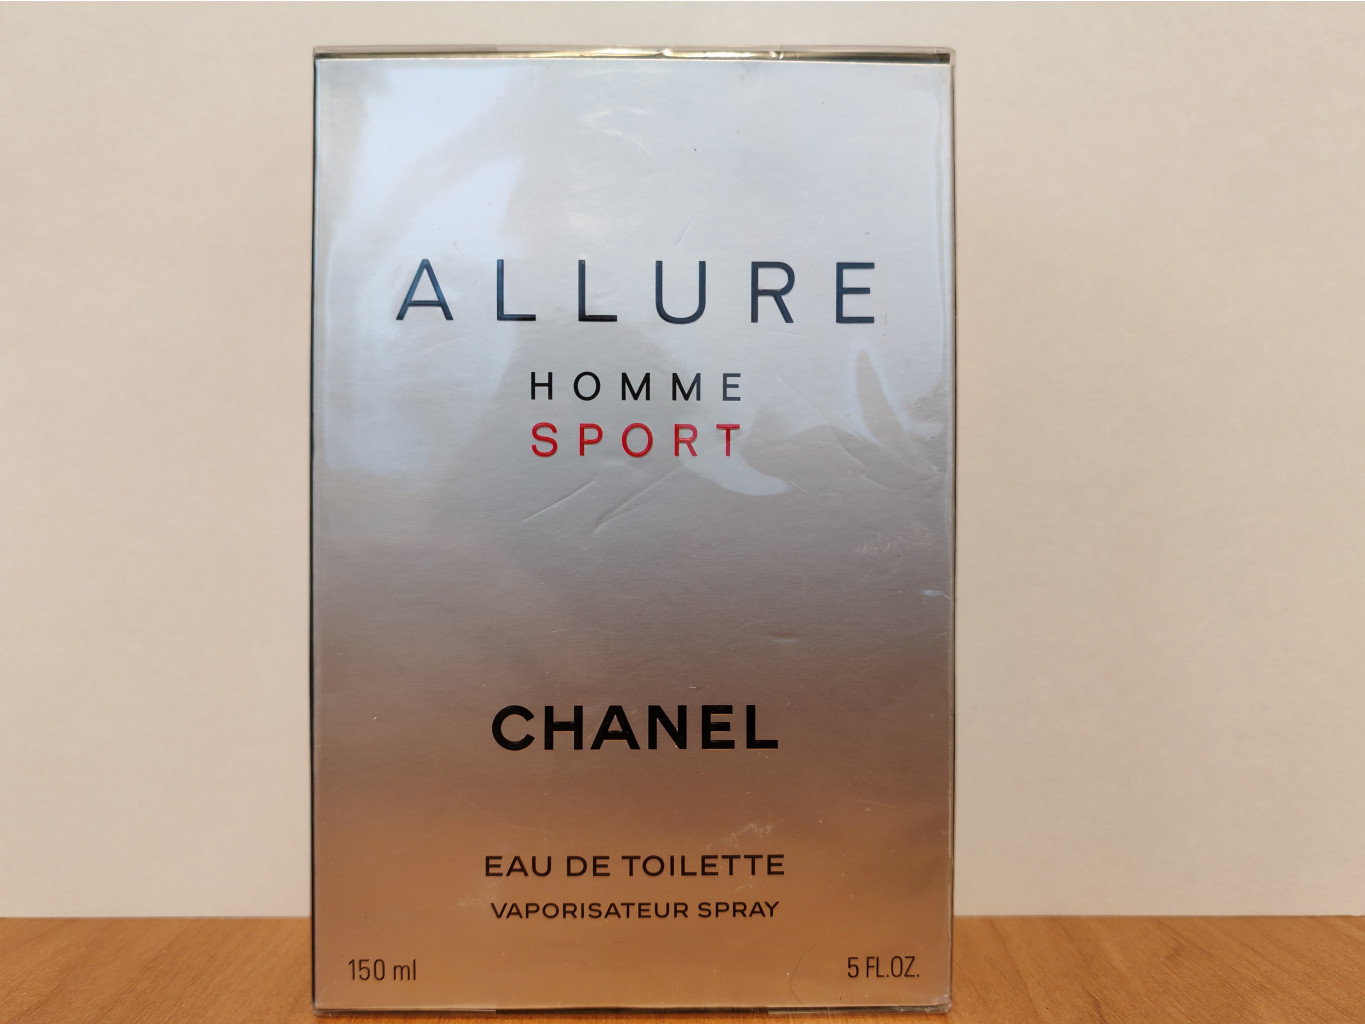 ALLURE
HOMME
SPORT
CHANEL
EAU DE TOILETTE
VAPORISATEUR SPRAY
150 ml 5 FL.OZ.